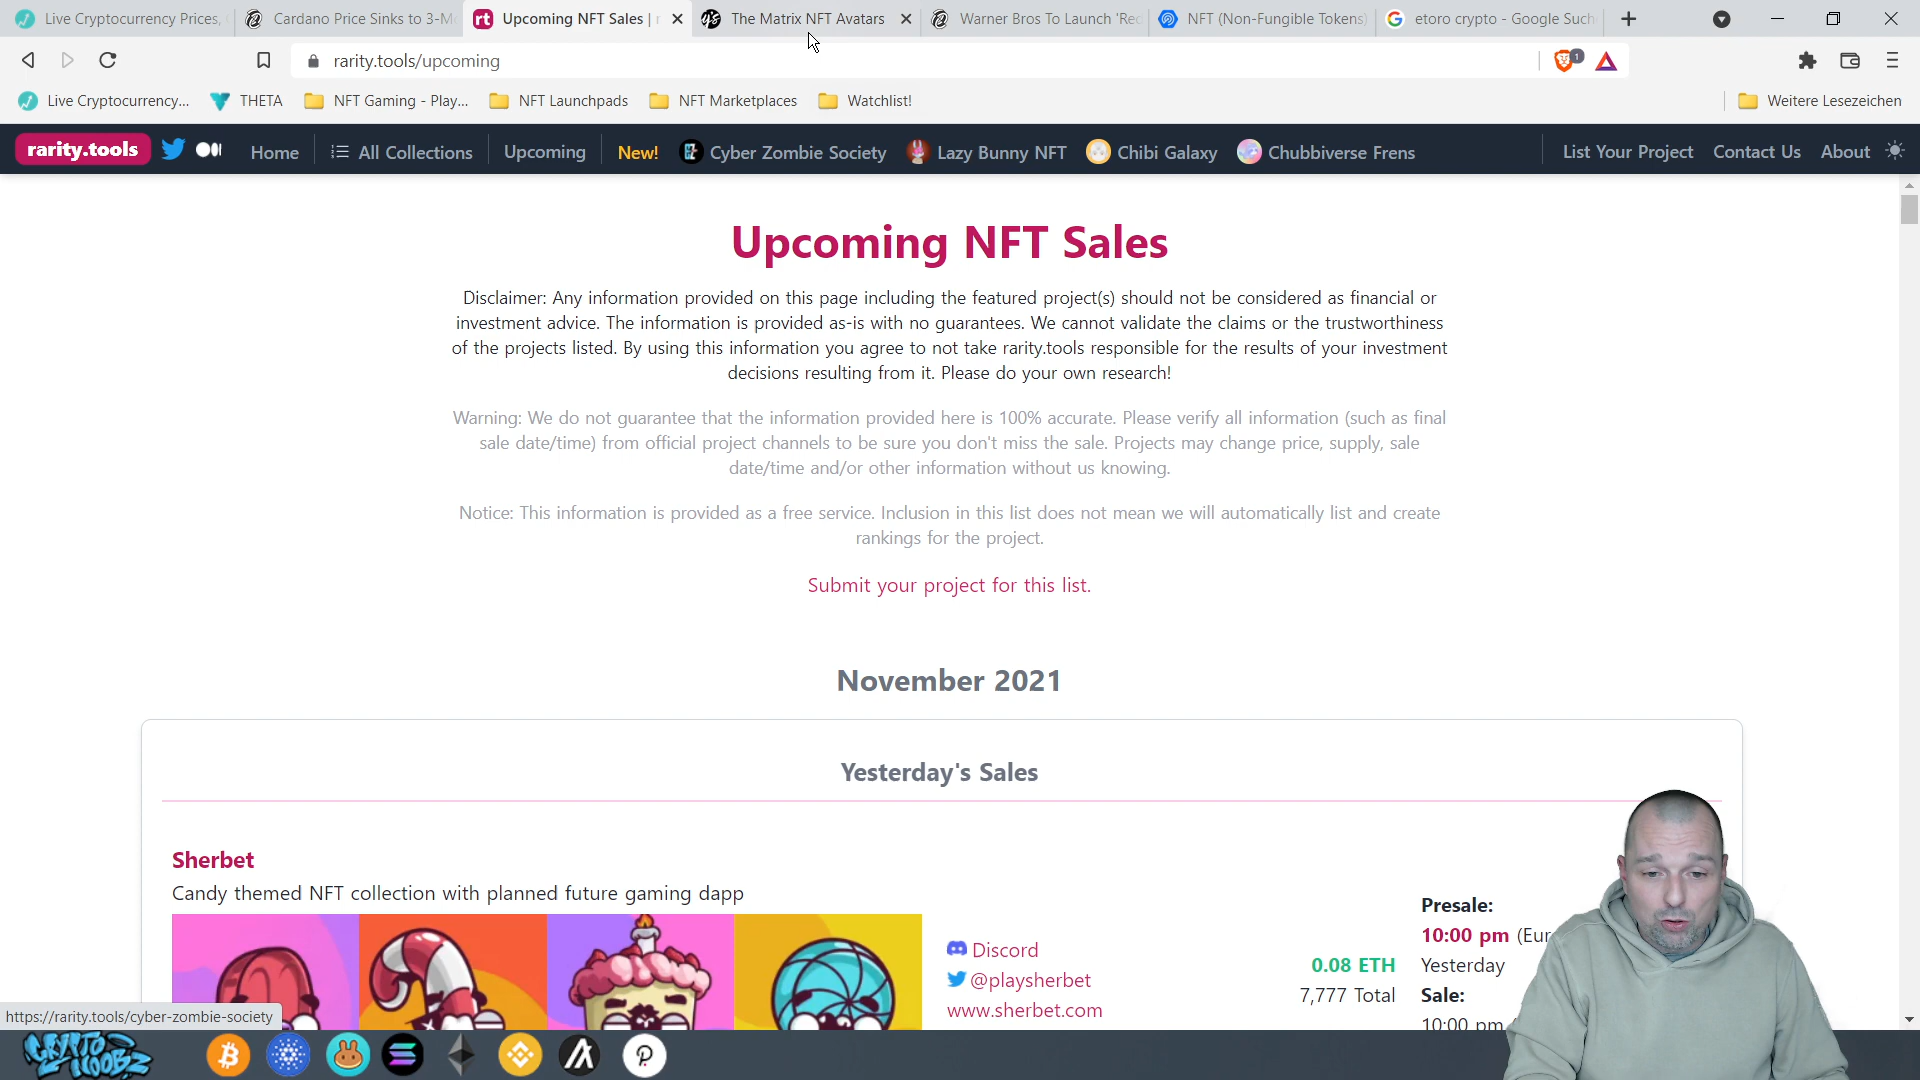 Live Cryptocurrency Prices,
Cardano Price Sinks to 3-M
rt Upcoming NFT Sales |
The Matrix NFT Avatars
Warner Bros To Launch 'Rec
NFT (Non-Fungible Tokens)
etoro crypto - Google Such
rarity.tools/upcoming
1
Live Cryptocurrency...
THETA
NFT Gaming - Play...
NFT Launchpads
NFT Marketplaces
Watchlist!
Weitere Lesezeichen
rarity.tools
Home
All Collections
Upcoming
New!
Cyber Zombie Society
Lazy Bunny NFT
Chibi Galaxy
Chubbiverse Frens
List Your Project
Contact Us
About
Upcoming NFT Sales
Disclaimer: Any information provided on this page including the featured project(s) should not be considered as financial or
investment advice. The information is provided as-is with no guarantees. We cannot validate the claims or the trustworthiness
of the projects listed. By using this information you agree to not take rarity.tools responsible for the results of your investment
decisions resulting from it. Please do your own research!
Warning: We do not guarantee that the information provided here is 100% accurate. Please verify all information (such as final
sale date/time) from official project channels to be sure you don't miss the sale. Projects may change price, supply, sale
date/time and/or other information without us knowing.
Notice: This information is provided as a free service. Inclusion in this list does not mean we will automatically list and create
rankings for the project.
Submit your project for this list.
November 2021
Yesterday's Sales
Sherbet
Candy themed NFT collection with planned future gaming dapp
Discord
@playsherbet
www.sherbet.com
0.08 ETH
7,777 Total
Presale:
10:00 pm (Eur
Yesterday
Sale:
10:00 pm
https://rarity.tools/cyber-zombie-society
CRYPTO NOOBZ